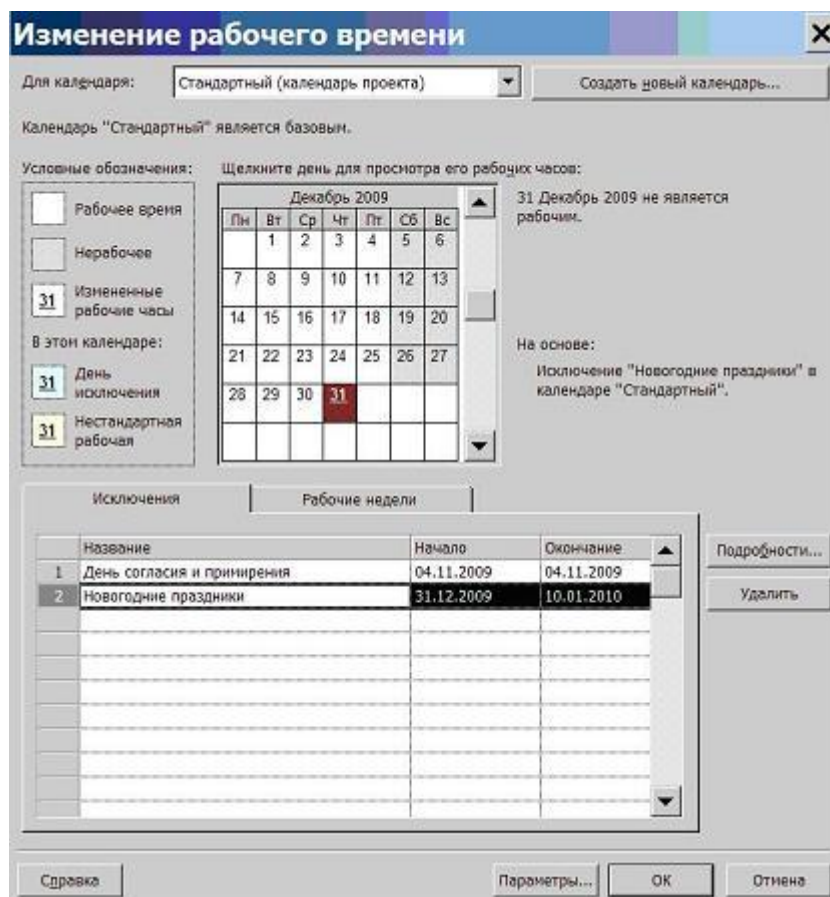 Изменение рабочего времени
Для календаря: Стандартный (календарь проекта) Создать новый календарь...
Календарь "Стандартный" является базовым.
Условные обозначения:
Рабочее время
Нерабочее
31 Измененные
рабочие часы
В этом календаре:
31 День
исключения
31 Нестандартная
рабочая
Щелкните день для просмотра его рабочих часов:
Декабрь 2009
Пн Вт Ср Чт Пт Сб Вс
1 2 3 4 5 6
7 8 9 10 11 12 13
14 15 16 17 18 19 20
21 22 23 24 25 26 27
28 29 30 31
31 Декабрь 2009 не является
рабочим.
На основе:
Исключение "Новогодние праздники" в
календаре "Стандартный".
Исключения Рабочие недели
Название Начало Окончание
1 День согласия и примирения 04.11.2009 04.11.2009
2 Новогодние праздники 31.12.2009 10.01.2010
Подробности...
Удалить
Справка Параметры... ОК Отмена